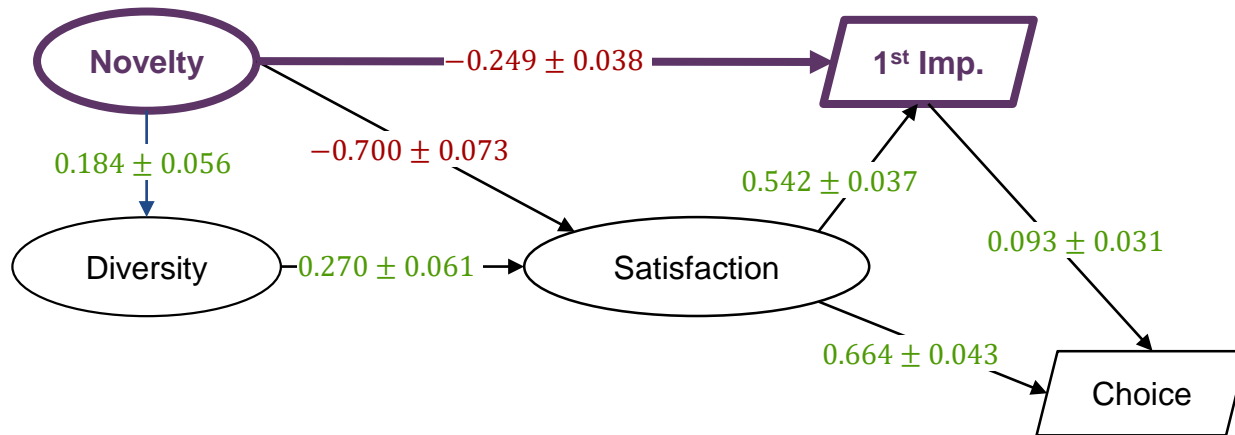 Novelty
−0.249 ± 0.038
1st Imp.
0.184 ± 0.056
−0.700 ± 0.073
0.542 ± 0.037
Diversity
0.270 ± 0.061
Satisfaction
0.093 ± 0.031
0.664 ± 0.043
Choice